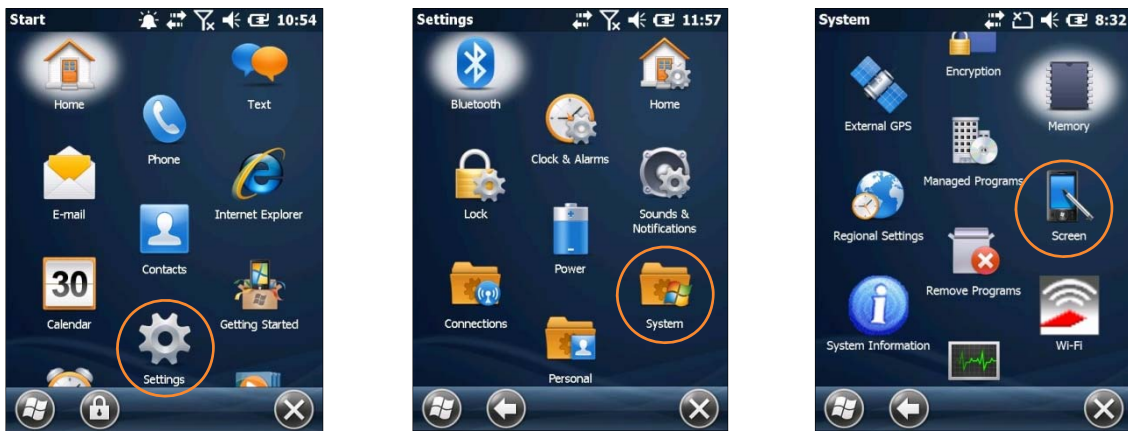 Start 10:54
Home
Text
Phone
E-mail
Internet Explorer
Contacts
30
Calendar
Getting Started
Settings
Settings 11:57
Bluetooth
Home
Clock & Alarms
Lock
Sounds &
Notifications
Power
Connections
System
Personal
System 8:32
Encryption
External GPS
Memory
Managed Programs
Regional Settings
Screen
Remove Programs
System Information
Wi-Fi